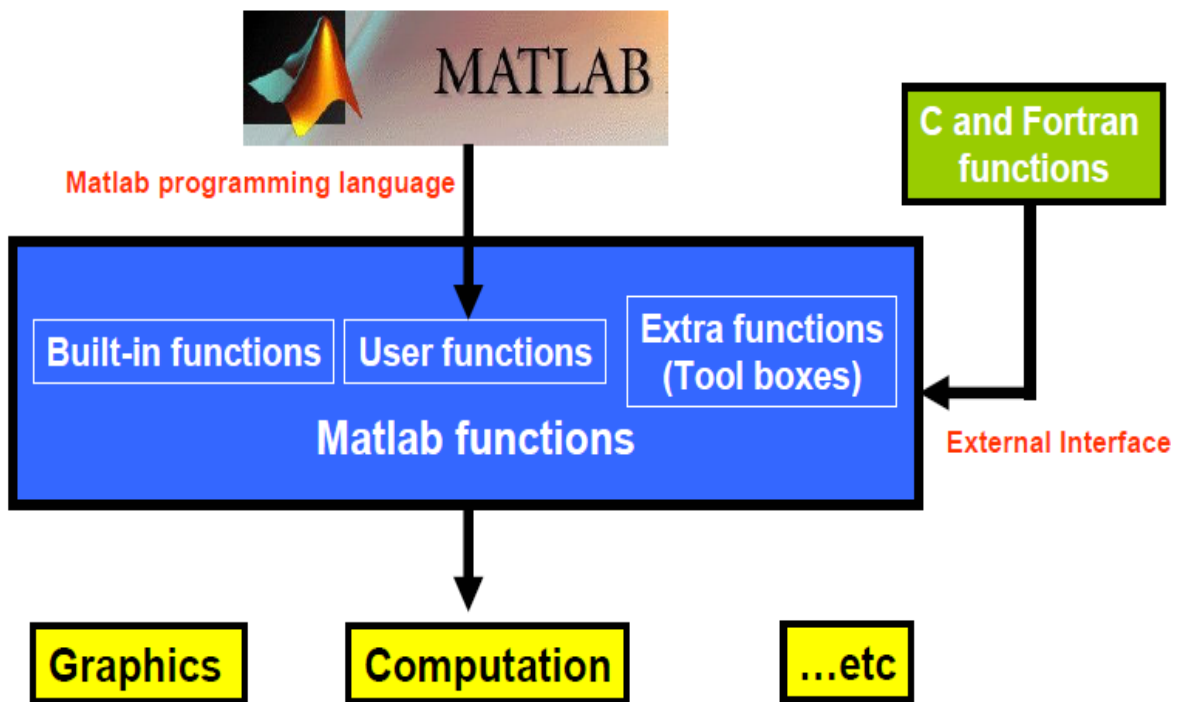 MATLAB
C and Fortran
functions
Matlab programming language
Built-in functions
User functions
Extra functions
(Tool boxes)
Matlab functions
External Interface
Graphics
Computation
...etc